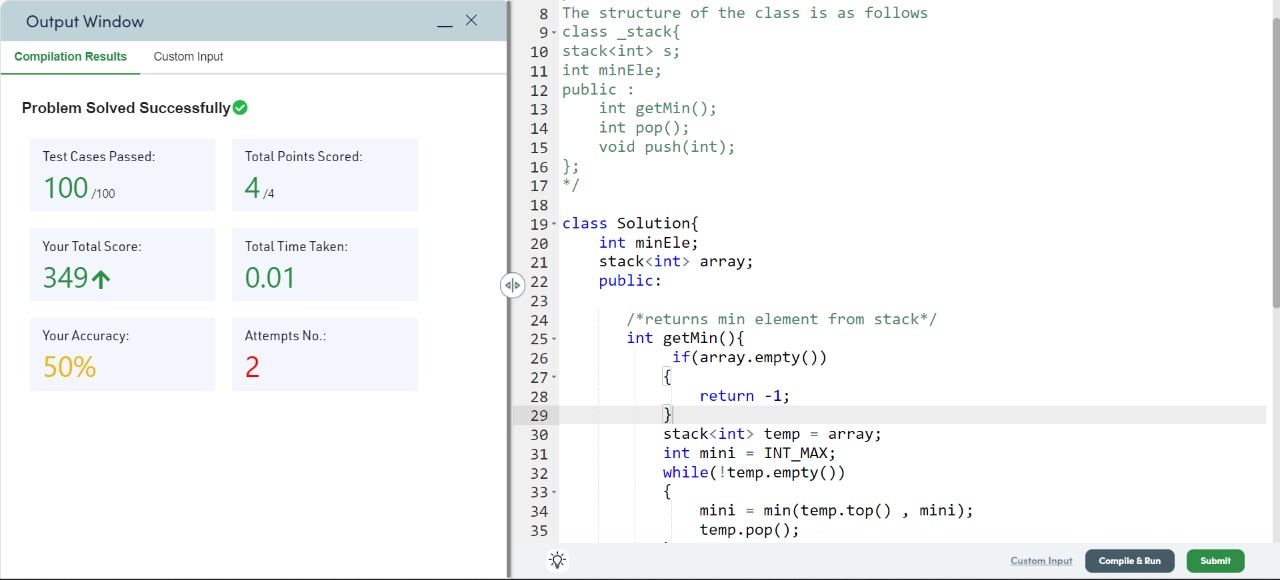 Output Window
Compilation Results
Custom Input
Problem Solved Successfully
Test Cases Passed:
100 /100
Total Points Scored:
4 /4
Your Total Score:
349
Total Time Taken:
0.01
Your Accuracy:
50%
Attempts No.:
2
8 The structure of the class is as follows
9 class _stack{
10 stack<int> s;
11 int minEle;
12 public :
13 int getMin();
14 int pop();
15 void push(int);
16 };
17 */
18
19 class Solution{
20 int minEle;
21 stack<int> array;
22 public:
23
24 /*returns min element from stack*/
25 int getMin(){
26 if(array.empty())
27 {
28 return -1;
29 }
30 stack<int> temp = array;
31 int mini = INT_MAX;
32 while(!temp.empty())
33 {
34 mini = min(temp.top() , mini);
35 temp.pop();
Custom Input
Compile & Run
Submit